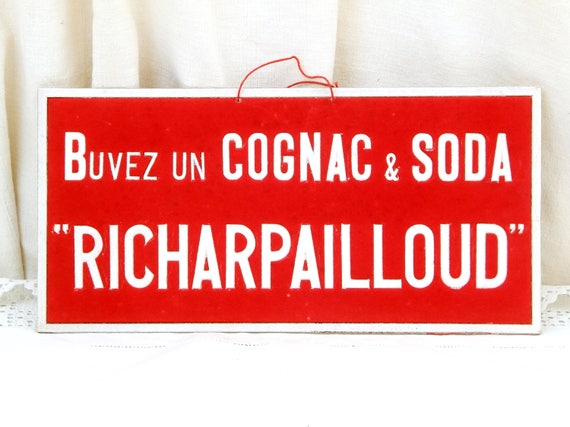 BUVEZ UN COGNAC & SODA
"RICHARPAILLOUD"